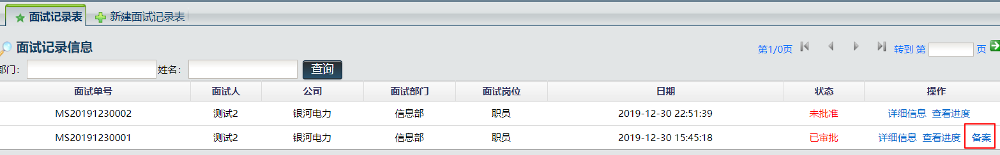 面试记录表 新建面试记录表
面试记录信息 第1/0页 转到 第 页
部门： 姓名： 查询
面试单号 面试人 公司 面试部门 面试岗位 日期 状态 操作
MS20191230002 测试2 银河电力 信息部 职员 2019-12-30 22:51:39 未批准 详细信息 查看进度
MS20191230001 测试2 银河电力 信息部 职员 2019-12-30 15:45:18 已审批 详细信息 查看进度 备案